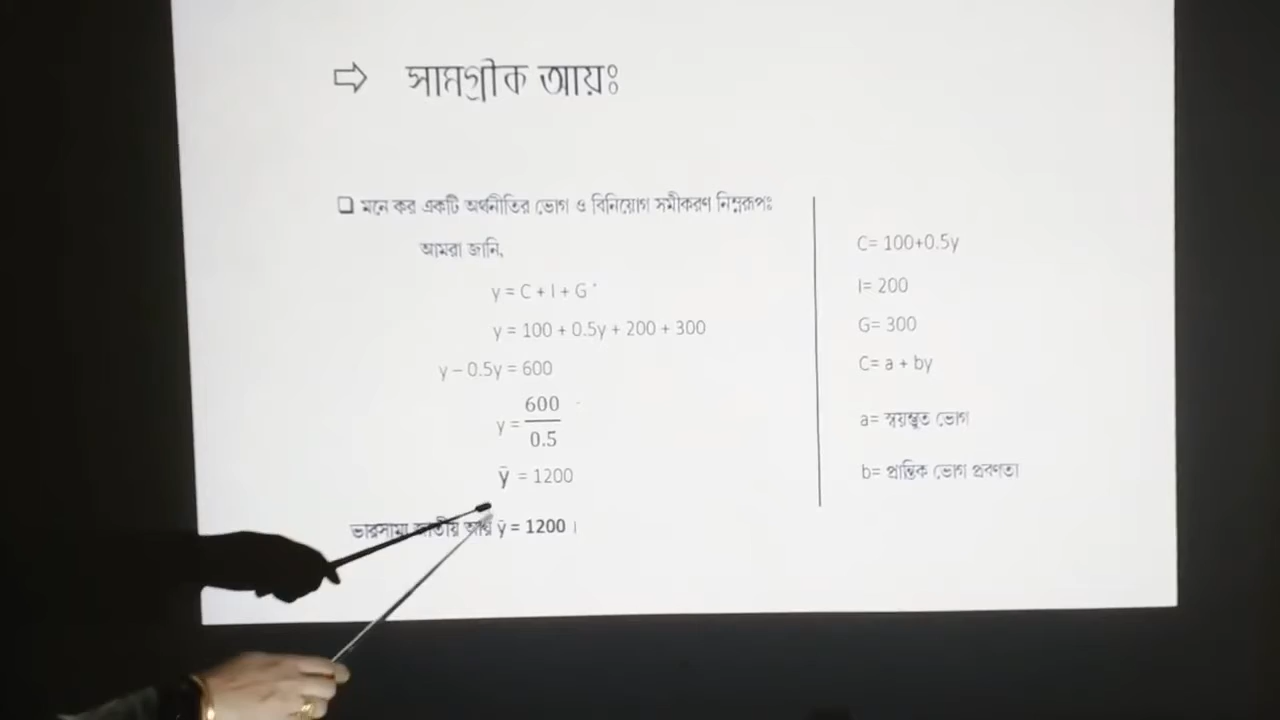 ⇨ সামগ্রীক আয়ঃ
❑ মনে কর একটি অর্থনীতির ভোগ ও বিনিয়োগ সমীকরণ নিম্নরূপঃ
আমরা জানি,
y = C + I + G
y = 100 + 0.5y + 200 + 300
y – 0.5y = 600
y = 600/0.5
ȳ = 1200
ভারসাম্য জাতীয় আয় ȳ = 1200 ।
C= 100+0.5y
I= 200
G= 300
C= a + by
a= স্বয়ম্ভূত ভোগ
b= প্রান্তিক ভোগ প্রবণতা